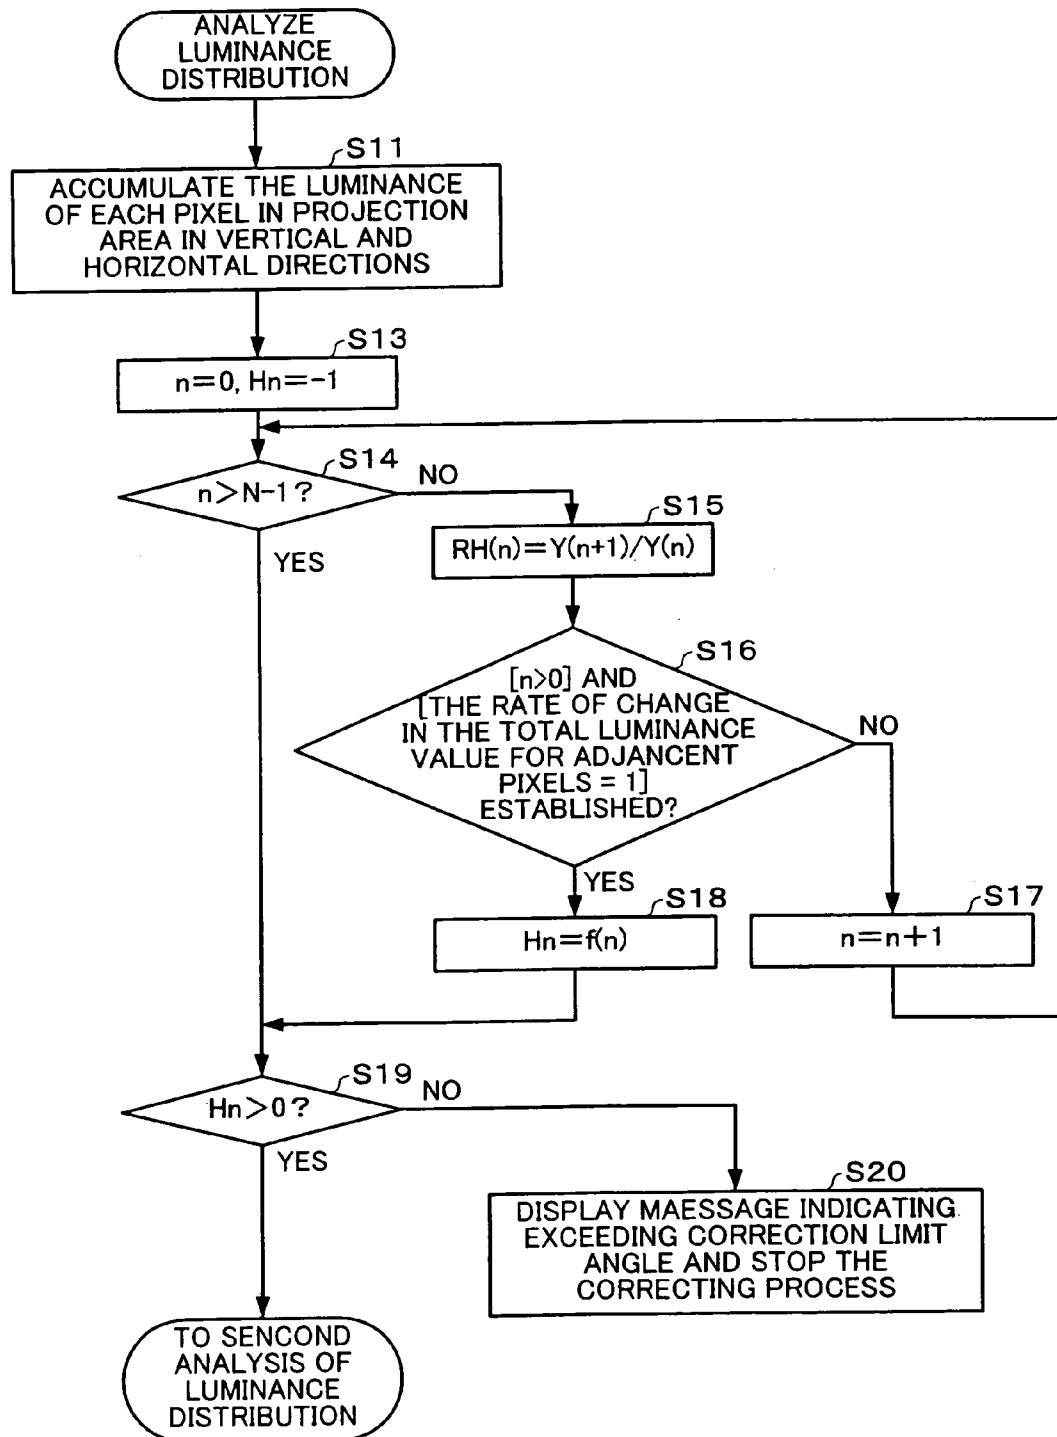 ANALYZE
LUMINANCE
DISTRIBUTION
S11
ACCUMULATE THE LUMINANCE
OF EACH PIXEL IN PROJECTION
AREA IN VERTICAL AND
HORIZONTAL DIRECTIONS
S13
n=0, Hn=-1
S14
n>N-1?
NO
YES
S15
RH(n)=Y(n+1)/Y(n)
S16
[n>0] AND
[THE RATE OF CHANGE
IN THE TOTAL LUMINANCE
VALUE FOR ADJANCENT
PIXELS = 1]
ESTABLISHED?
NO
YES
S18
Hn=f(n)
S17
n=n+1
S19
Hn>0?
NO
YES
S20
DISPLAY MAESSAGE INDICATING
EXCEEDING CORRECTION LIMIT
ANGLE AND STOP THE
CORRECTING PROCESS
TO SENCOND
ANALYSIS OF
LUMINANCE
DISTRIBUTION